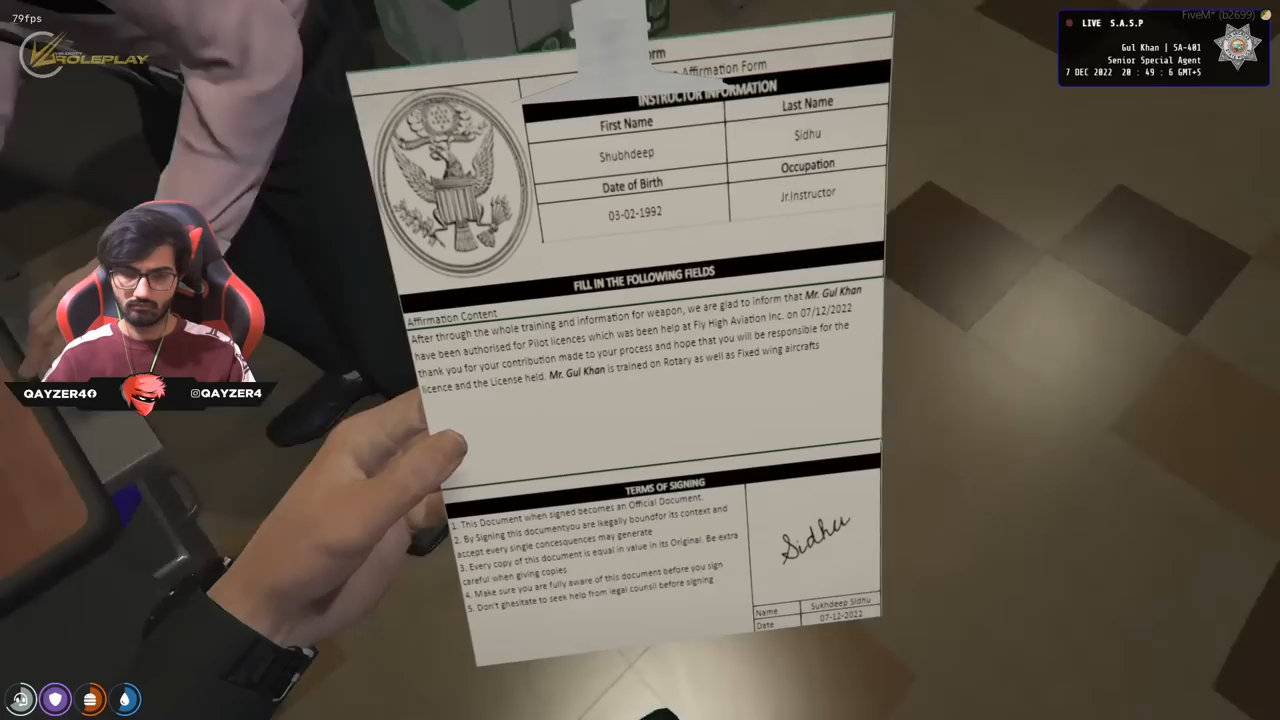 79fps
ROLEPLAY
FiveM* (b2699)
LIVE S.A.S.P
Gul Khan | SA-401
Senior Special Agent
7 DEC 2022 20 : 49 : 6 GMT+5
orm
Affirmation Form
INSTRUCTOR INFORMATION
First Name
Last Name
Shubhdeep
Sidhu
Date of Birth
Occupation
03-02-1992
Jr.Instructor
FILL IN THE FOLLOWING FIELDS
Affirmation Content
After through the whole training and information for weapon, we are glad to inform that Mr. Gul Khan
have been authorised for Pilot licences which was been help at Fly High Aviation Inc. on 07/12/2022
thank you for your contribution made to your process and hope that you will be responsible for the
licence and the License held. Mr. Gul Khan is trained on Rotary as well as Fixed wing aircrafts
TERMS OF SIGNING
1. This Document when signed becomes an Official Document.
2. By Signing this documentyou are lkegally boundfor its context and
accept every single concesquences may generate
3. Every copy of this document is equal in value in its Original. Be extra
careful when giving copies
4. Make sure you are fully aware of this document before you sign
5. Don't ghesitate to seek help from legal counsil before signing
Sidhu
Name
Sukhdeep Sidhu
Date
07-12-2022
QAYZER4
QAYZER4